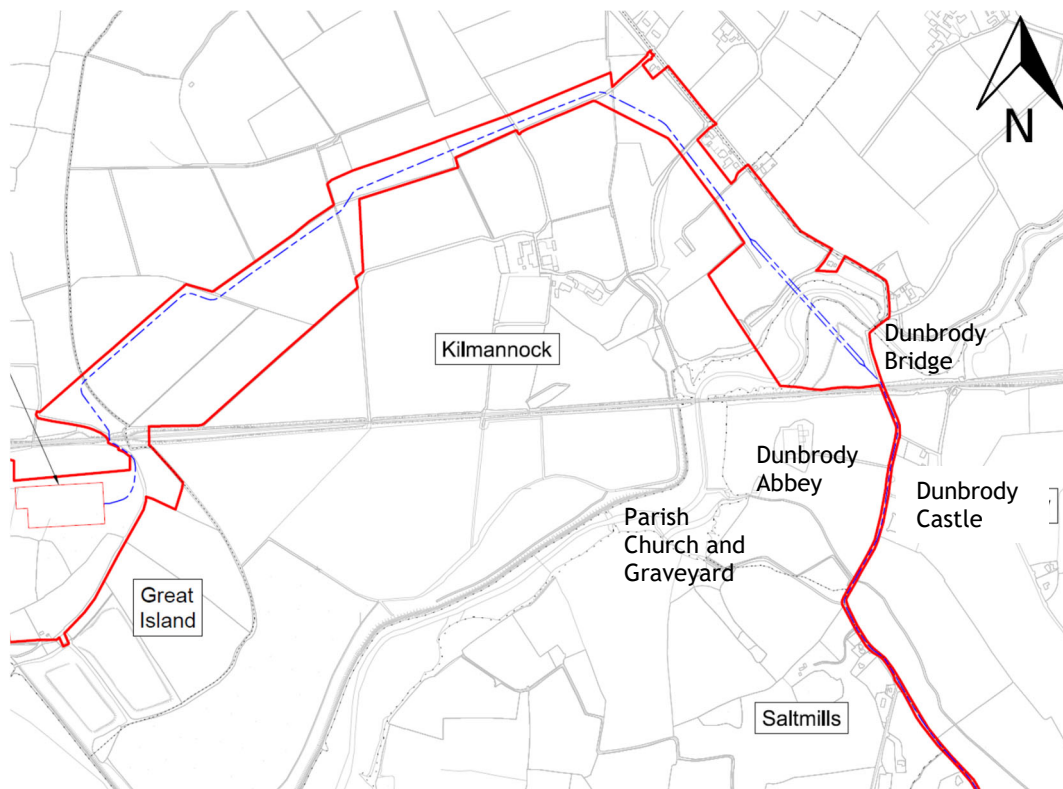 N
Dunbrody
Bridge
Kilmannock
Dunbrody
Abbey
Dunbrody
Castle
Parish
Church and
Graveyard
Great
Island
Saltmills